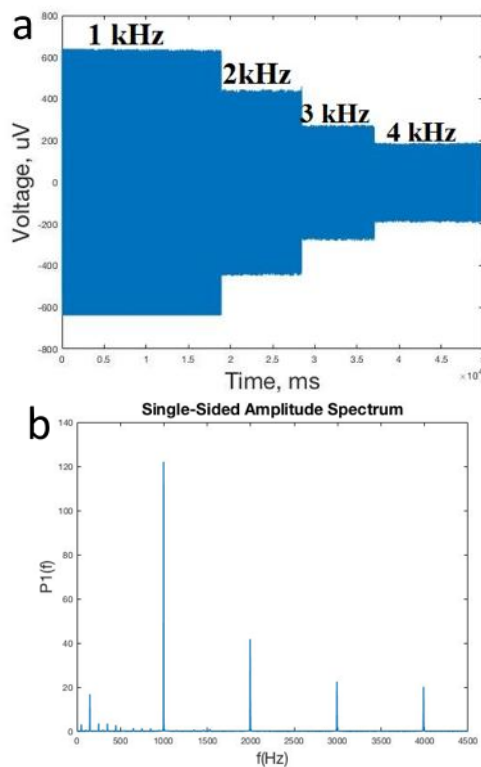 a
800
600
400
200
0
-200
-400
-600
-800
Voltage, uV
1 kHz
2kHz
3 kHz
4 kHz
0 0.5 1 1.5 2 2.5 3 3.5 4 4.5
Time, ms
b
Single-Sided Amplitude Spectrum
140
120
100
80
60
40
20
0
P1(f)
0 500 1000 1500 2000 2500 3000 3500 4000 4500
f(Hz)